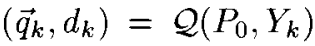 $(\vec{q}_k, d_k) = \mathcal{Q}(P_0, Y_k)$